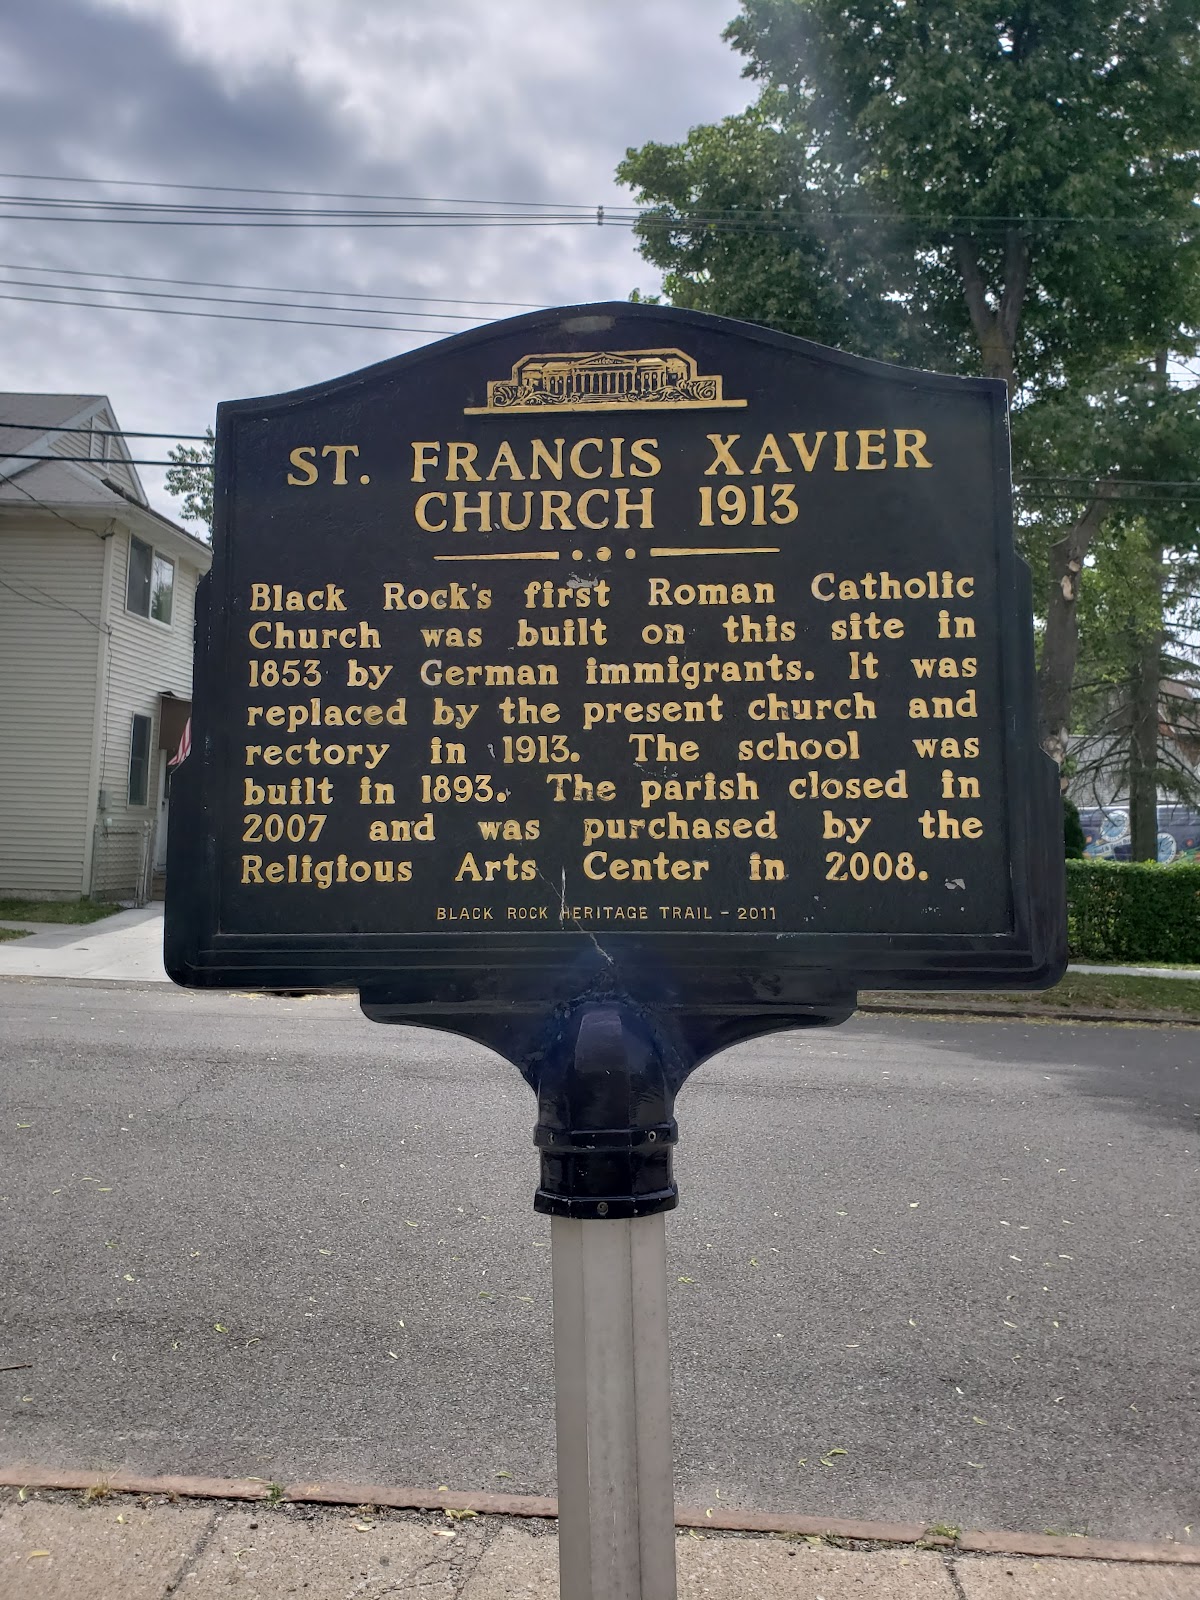 ST. FRANCIS XAVIER
CHURCH 1913
Black Rock's first Roman Catholic
Church was built on this site in
1853 by German immigrants. It was
replaced by the present church and
rectory in 1913. The school was
built in 1893. The parish closed in
2007 and was purchased by the
Religious Arts Center in 2008.
BLACK ROCK HERITAGE TRAIL - 2011